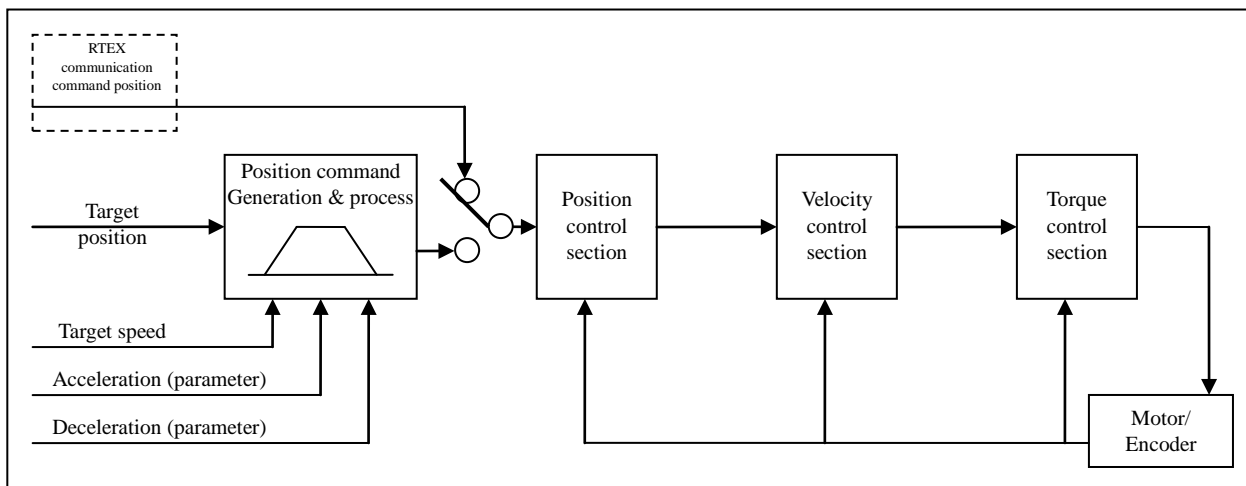 RTEX
communication
command position
Position command
Generation & process
Target
position
Position
control
section
Velocity
control
section
Torque
control
section
Target speed
Acceleration (parameter)
Deceleration (parameter)
Motor/
Encoder